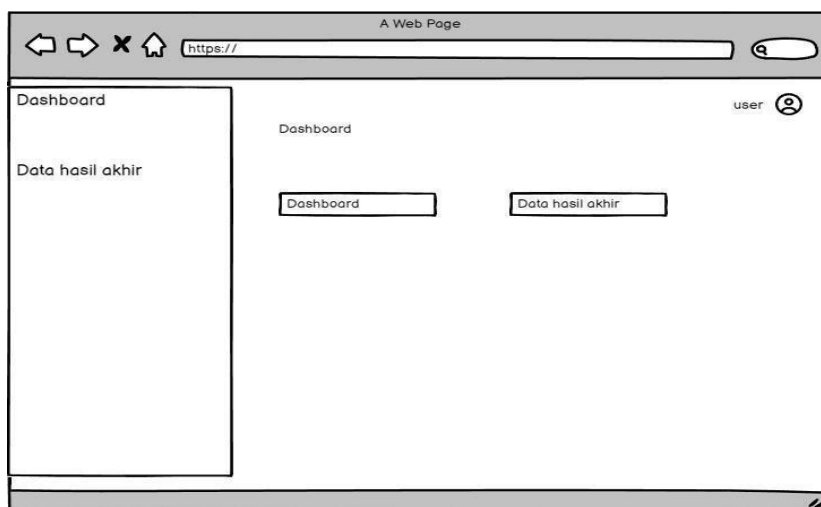 A Web Page
https://
Dashboard
Data hasil akhir
user
Dashboard
Dashboard
Data hasil akhir